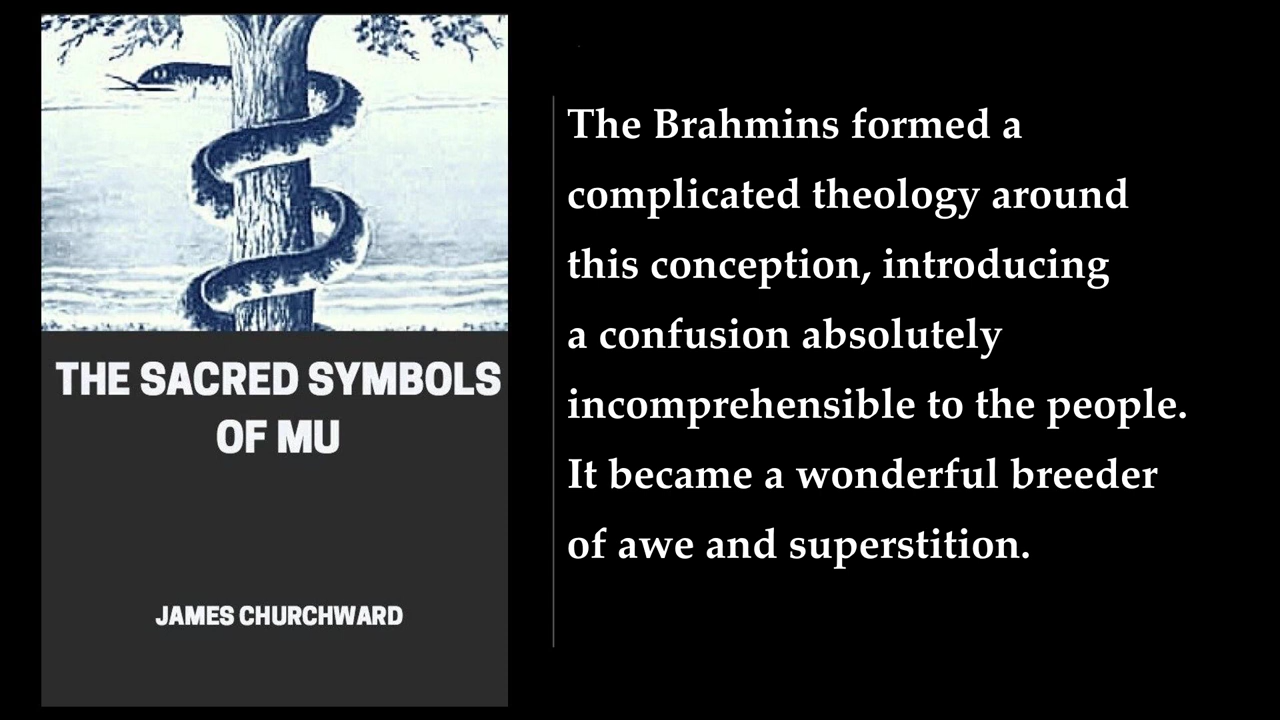 THE SACRED SYMBOLS
OF MU
JAMES CHURCHWARD
The Brahmins formed a
complicated theology around
this conception, introducing
a confusion absolutely
incomprehensible to the people.
It became a wonderful breeder
of awe and superstition.